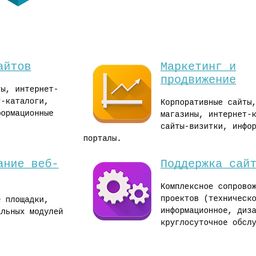 айтов
ы, интернет-
-каталоги,
ормационные
Маркетинг и
продвижение
Корпоративные сайты,
магазины, интернет-к
сайты-визитки, инфор
порталы.
ание веб-
площадки,
льных модулей
Поддержка сайт
Комплексное сопровож
проектов (техническо
информационное, диза
круглосуточное обслу